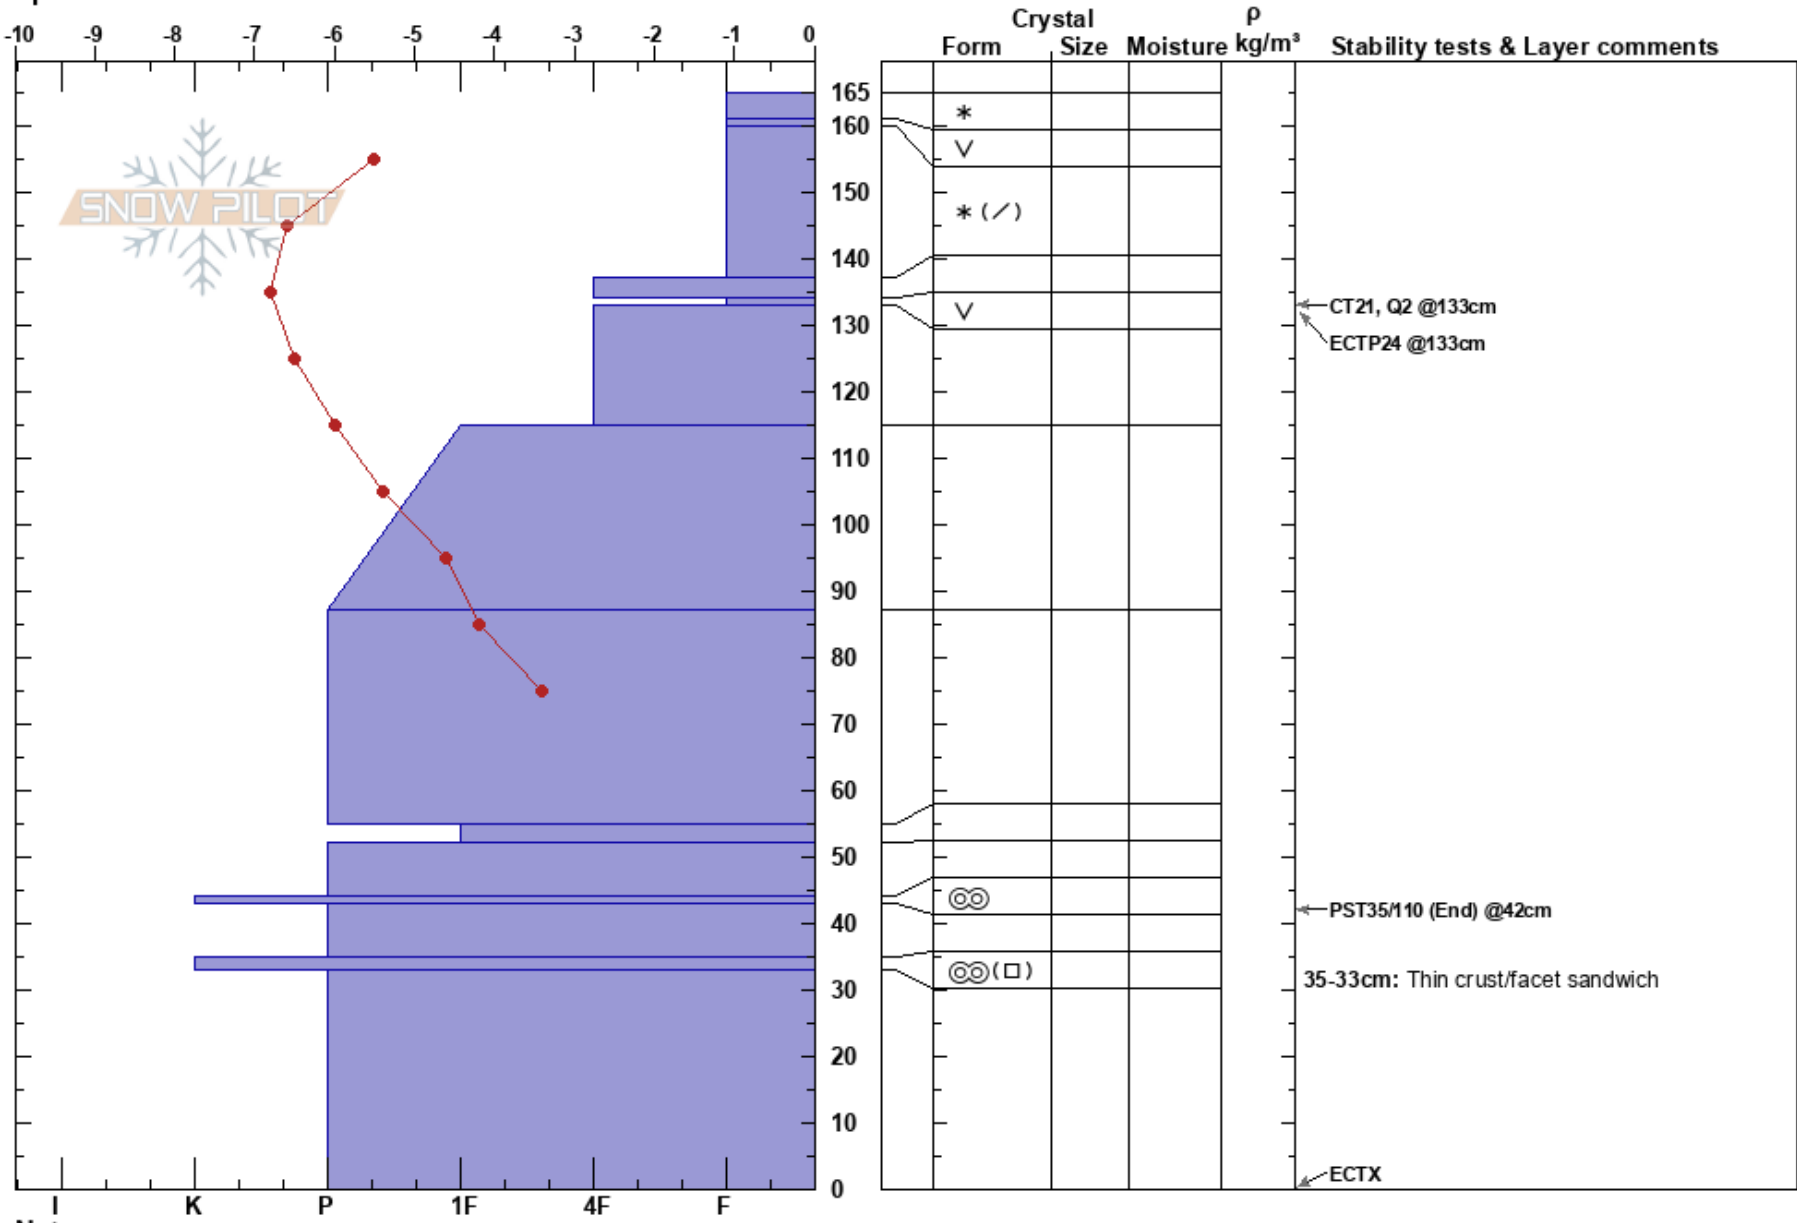 Crystal ρ
-10 -9 -8 -7 -6 -5 -4 -3 -2 -1 0
Form Size Moisture kg/m³ Stability tests & Layer comments
165
*
160
V
SNOW PILOT
150
* (/)
140
V
CT21, Q2 @133cm
130
ECTP24 @133cm
120
110
100
90
80
70
60
50
40
PST35/110 (End) @42cm
35-33cm: Thin crust/facet sandwich
30
20
10
ECTX
0
I K P 1F 4F F